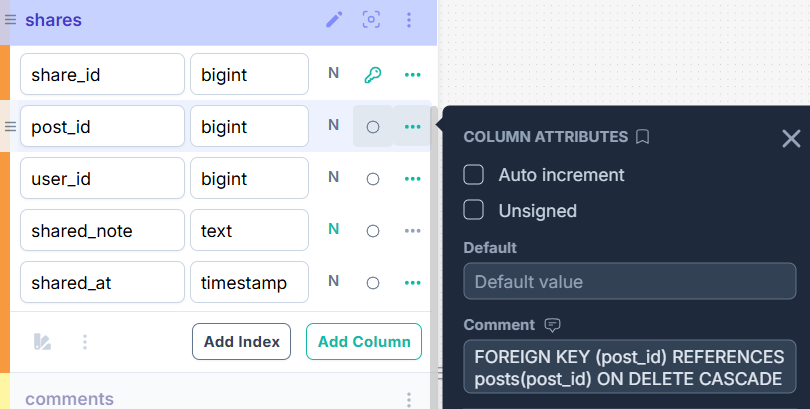 shares
share_id bigint N
post_id bigint N
user_id bigint N
shared_note text N
shared_at timestamp N
Add Index Add Column
comments
COLUMN ATTRIBUTES
Auto increment
Unsigned
Default
Default value
Comment
FOREIGN KEY (post_id) REFERENCES
posts(post_id) ON DELETE CASCADE